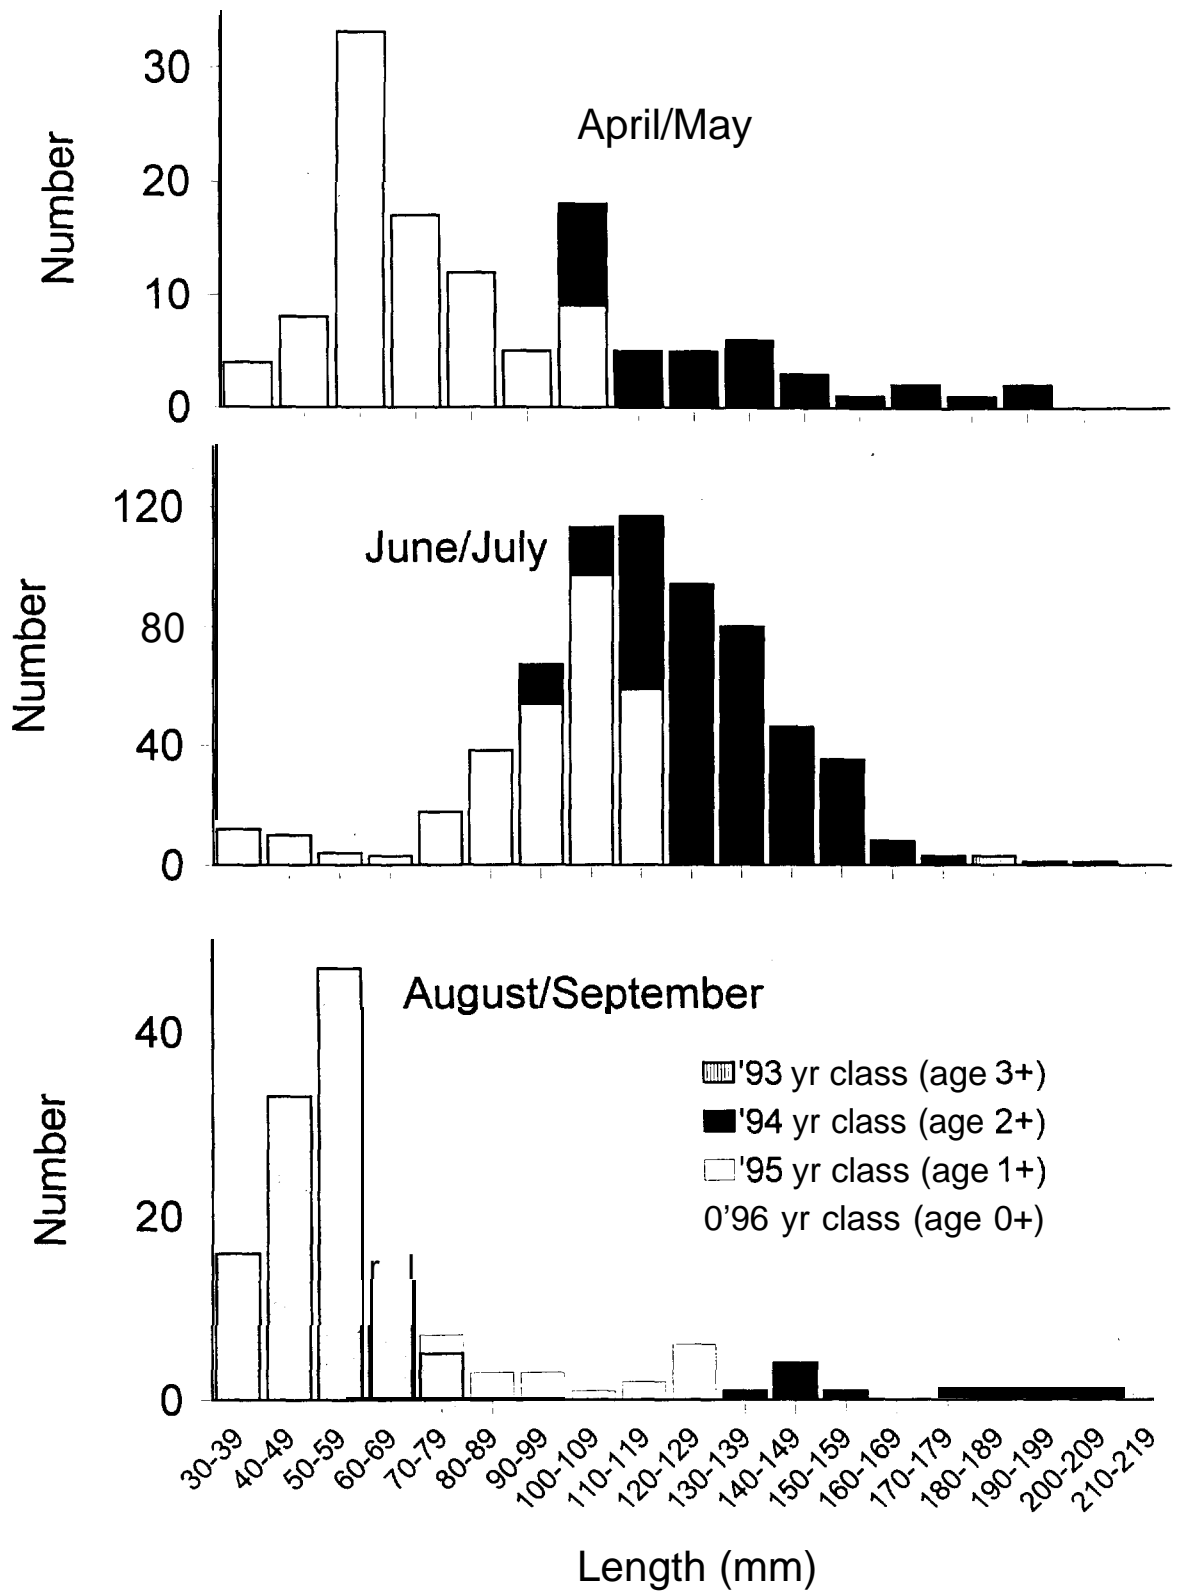 30
20
10
0
Number
April/May
120
80
40
0
Number
June/July
40
20
0
Number
August/September
'93 yr class (age 3+)
'94 yr class (age 2+)
'95 yr class (age 1+)
0'96 yr class (age 0+)
30-39
40-49
50-59
60-69
70-79
80-89
90-99
100-109
110-119
120-129
130-139
140-149
150-159
160-169
170-179
180-189
190-199
200-209
210-219
Length (mm)